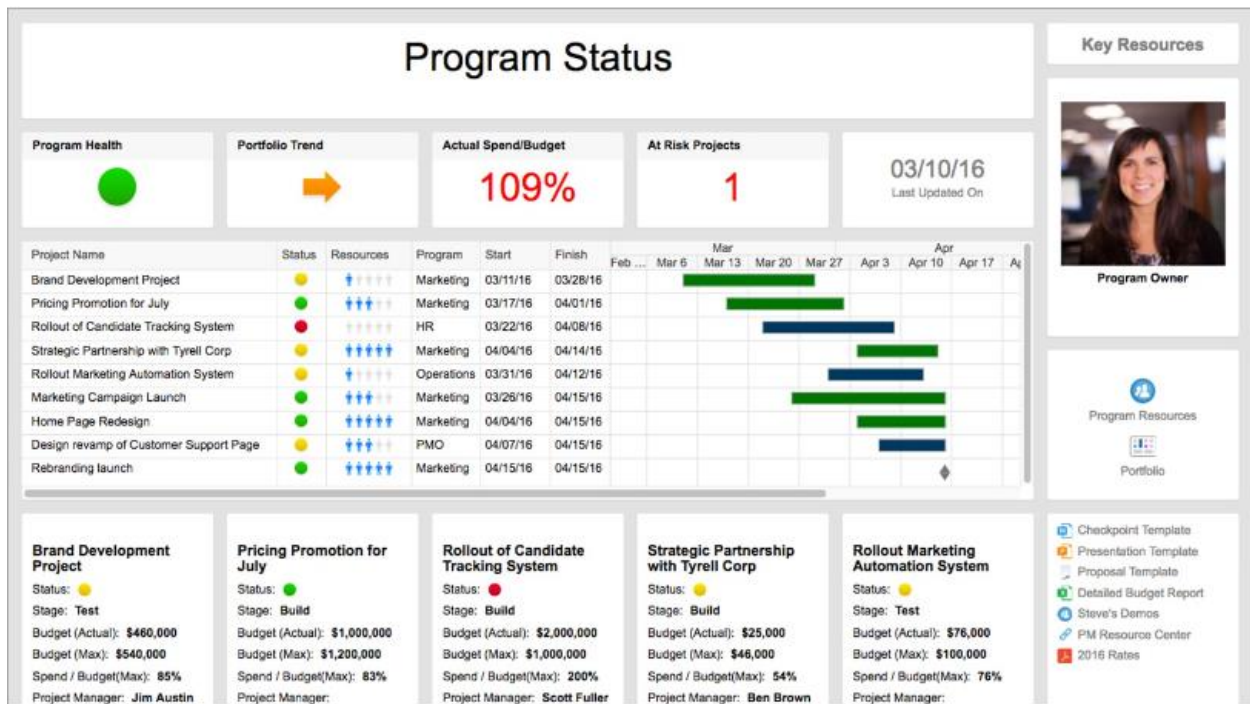 Program Status
Key Resources
Program Health
Portfolio Trend
Actual Spend/Budget
109%
At Risk Projects
1
03/10/16
Last Updated On
Program Owner
Project Name Status Resources Program Start Finish Mar Apr
Feb ... Mar 6 Mar 13 Mar 20 Mar 27 Apr 3 Apr 10 Apr 17
Brand Development Project Marketing 03/11/16 03/28/16
Pricing Promotion for July Marketing 03/17/16 04/01/16
Rollout of Candidate Tracking System HR 03/22/16 04/08/16
Strategic Partnership with Tyrell Corp Marketing 04/04/16 04/14/16
Rollout Marketing Automation System Operations 03/31/16 04/12/16
Marketing Campaign Launch Marketing 03/26/16 04/15/16
Home Page Redesign Marketing 04/04/16 04/15/16
Design revamp of Customer Support Page PMO 04/07/16 04/15/16
Rebranding launch Marketing 04/15/16 04/15/16
Program Resources
Portfolio
Brand Development
Project
Status:
Stage: Test
Budget (Actual): $460,000
Budget (Max): $540,000
Spend / Budget(Max): 85%
Project Manager: Jim Austin
Pricing Promotion for
July
Status:
Stage: Build
Budget (Actual): $1,000,000
Budget (Max): $1,200,000
Spend / Budget(Max): 83%
Project Manager:
Rollout of Candidate
Tracking System
Status:
Stage: Build
Budget (Actual): $2,000,000
Budget (Max): $1,000,000
Spend / Budget(Max): 200%
Project Manager: Scott Fuller
Strategic Partnership
with Tyrell Corp
Status:
Stage: Build
Budget (Actual): $25,000
Budget (Max): $46,000
Spend / Budget(Max): 54%
Project Manager: Ben Brown
Rollout Marketing
Automation System
Status:
Stage: Test
Budget (Actual): $76,000
Budget (Max): $100,000
Spend / Budget(Max): 76%
Project Manager:
Checkpoint Template
Presentation Template
Proposal Template
Detailed Budget Report
Steve's Demos
PM Resource Center
2016 Rates